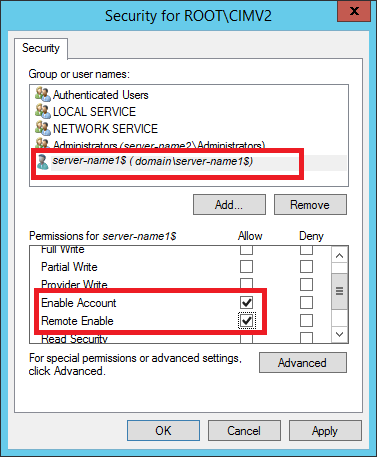 Security for ROOT\CIMV2
X
Security
Group or user names:
Authenticated Users
LOCAL SERVICE
NETWORK SERVICE
Administrators (server-name2\Administrators)
server-name1$ (domain\server-name1$)
Add... Remove
Permissions for server-name1$ Allow Deny
Full Write
Partial Write
Provider Write
Enable Account
Remote Enable
Read Security
For special permissions or advanced settings,
click Advanced.
Advanced
OK Cancel Apply